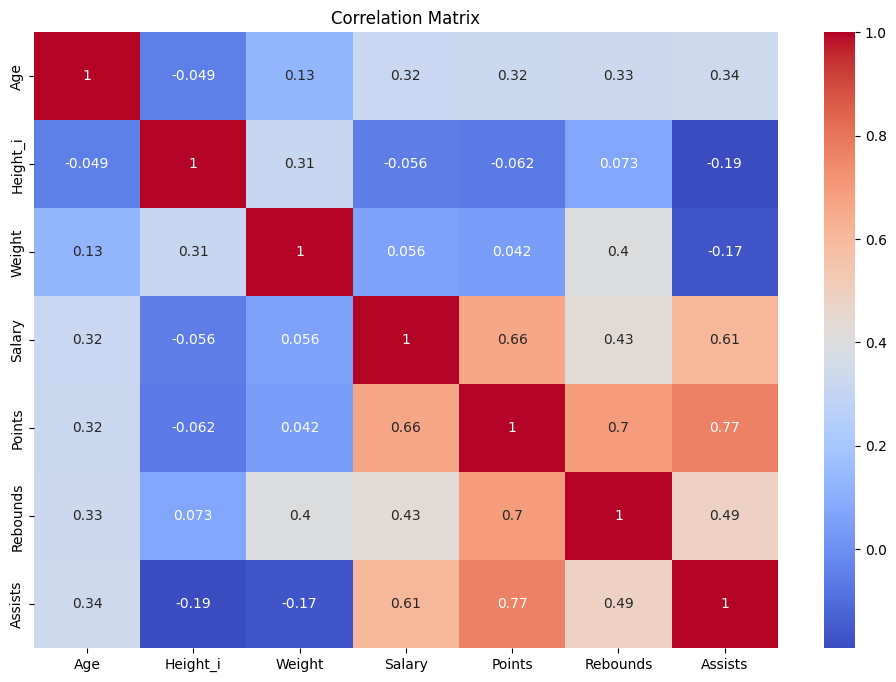 Correlation Matrix
Age 1 -0.049 0.13 0.32 0.32 0.33 0.34
Height_i -0.049 1 0.31 -0.056 -0.062 0.073 -0.19
Weight 0.13 0.31 1 0.056 0.042 0.4 -0.17
Salary 0.32 -0.056 0.056 1 0.66 0.43 0.61
Points 0.32 -0.062 0.042 0.66 1 0.7 0.77
Rebounds 0.33 0.073 0.4 0.43 0.7 1 0.49
Assists 0.34 -0.19 -0.17 0.61 0.77 0.49 1
Age Height_i Weight Salary Points Rebounds Assists
1.0
0.8
0.6
0.4
0.2
0.0